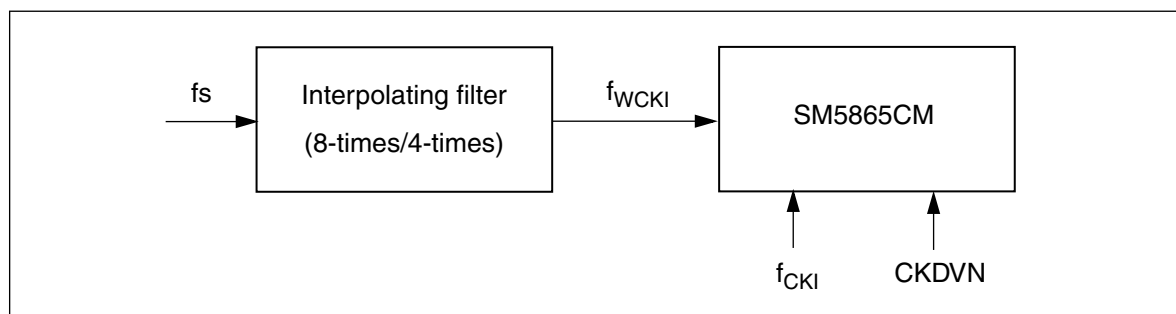 fs
Interpolating filter
(8-times/4-times)
fWCKI
SM5865CM
fCKI
CKDVN